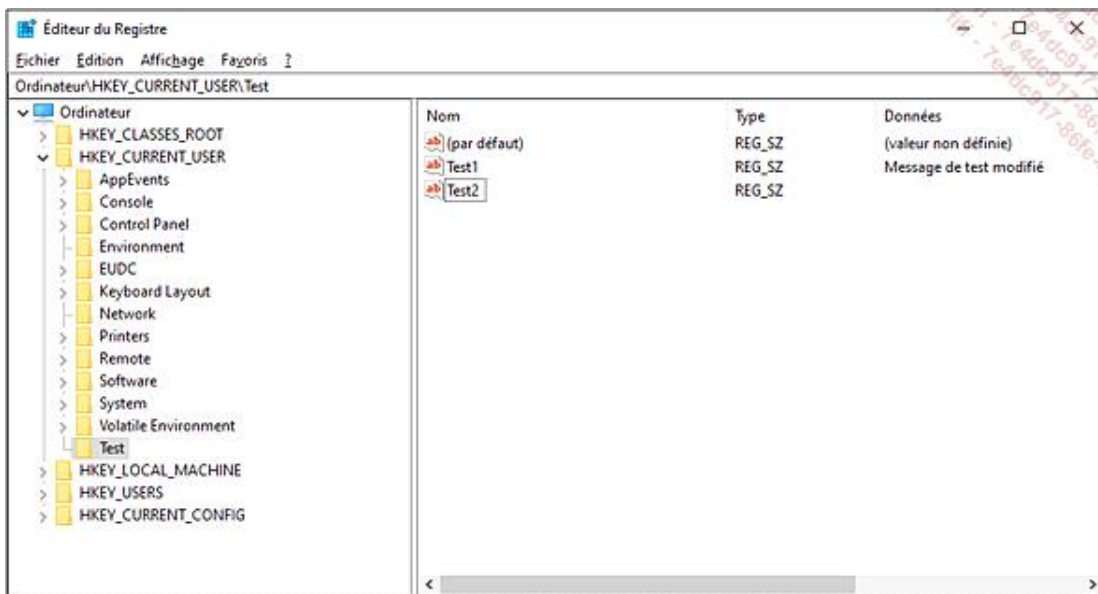 Éditeur du Registre
Fichier Edition Affichage Favoris ?
Ordinateur\HKEY_CURRENT_USER\Test
Ordinateur
HKEY_CLASSES_ROOT
HKEY_CURRENT_USER
AppEvents
Console
Control Panel
Environment
EUDC
Keyboard Layout
Network
Printers
Remote
Software
System
Volatile Environment
Test
HKEY_LOCAL_MACHINE
HKEY_USERS
HKEY_CURRENT_CONFIG
Nom Type Données
(par défaut) REG_SZ (valeur non définie)
Test1 REG_SZ Message de test modifié
Test2 REG_SZ